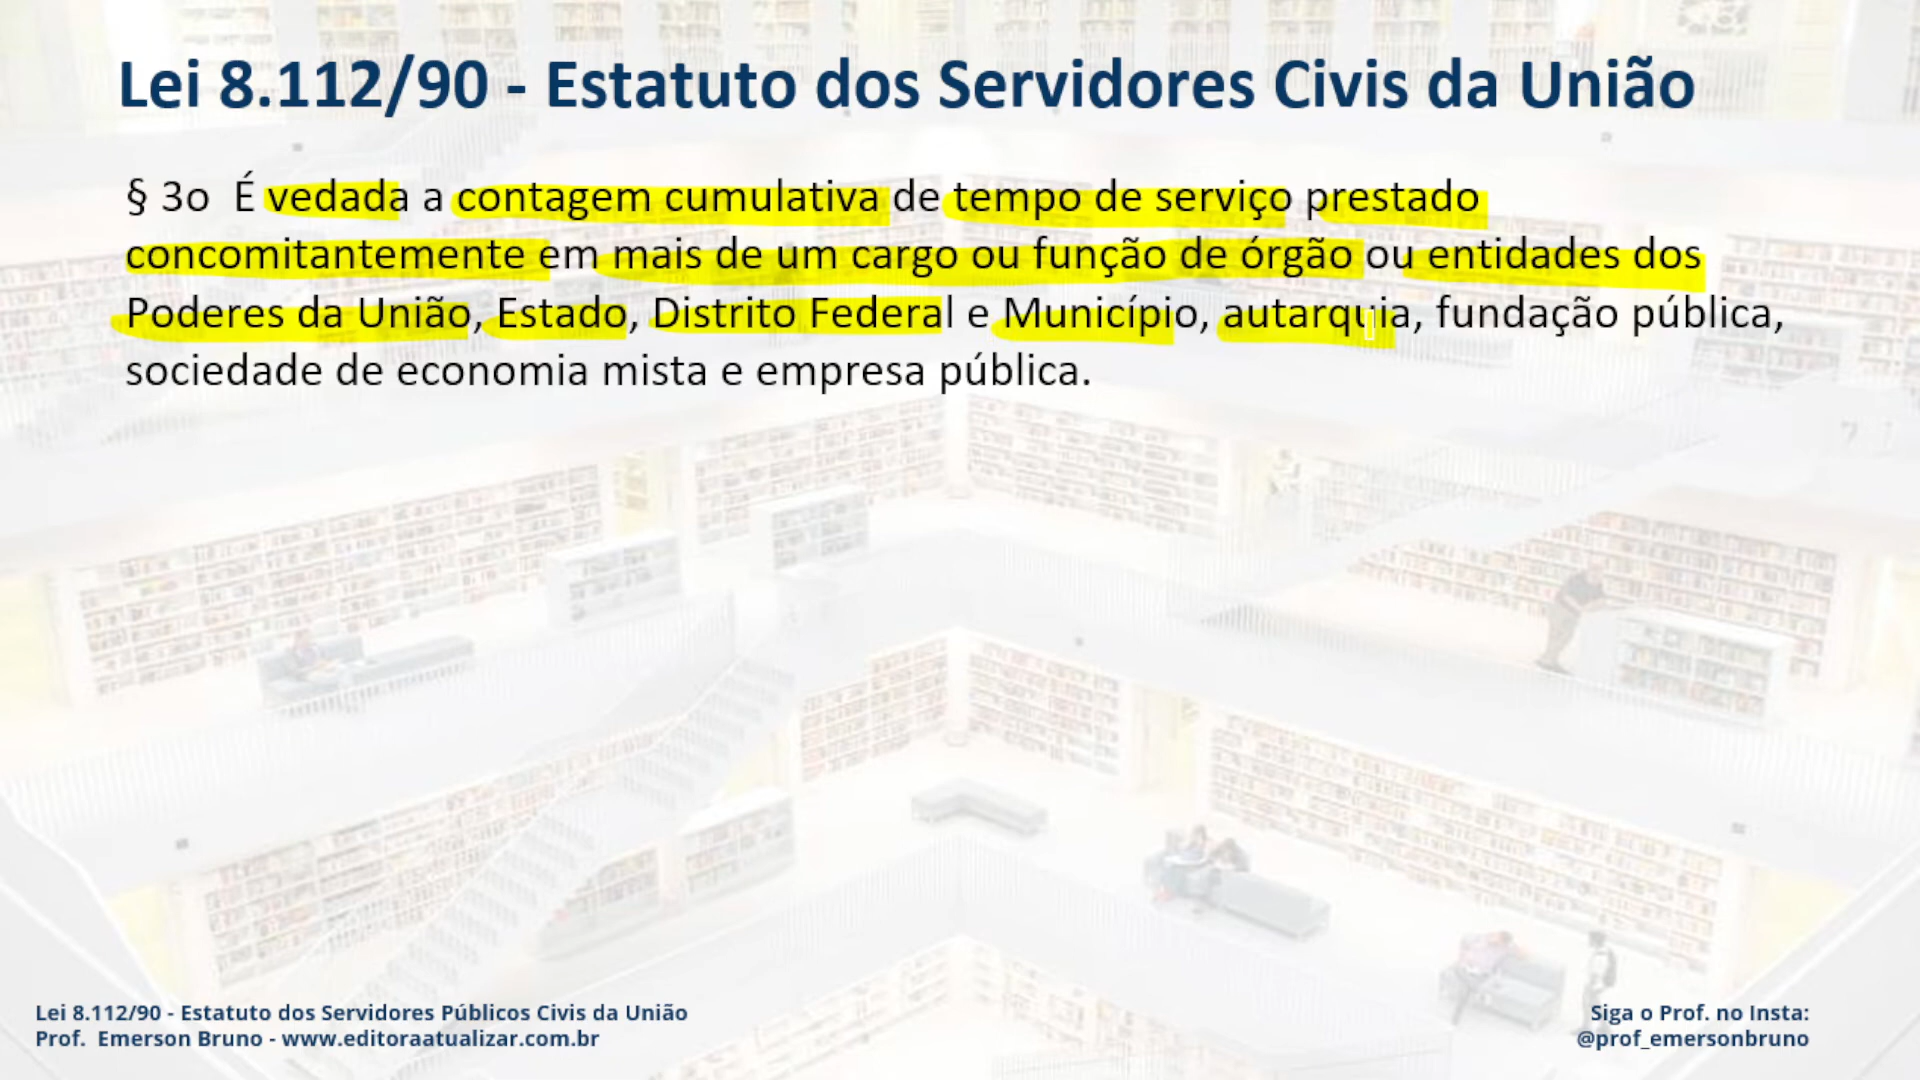 Lei 8.112/90 - Estatuto dos Servidores Civis da União
§ 3o  É vedada a contagem cumulativa de tempo de serviço prestado
concomitantemente em mais de um cargo ou função de órgão ou entidades dos
Poderes da União, Estado, Distrito Federal e Município, autarquia, fundação pública,
sociedade de economia mista e empresa pública.
Lei 8.112/90 - Estatuto dos Servidores Públicos Civis da União
Prof.  Emerson Bruno - www.editoraatualizar.com.br
Siga o Prof. no Insta:
@prof_emersonbruno